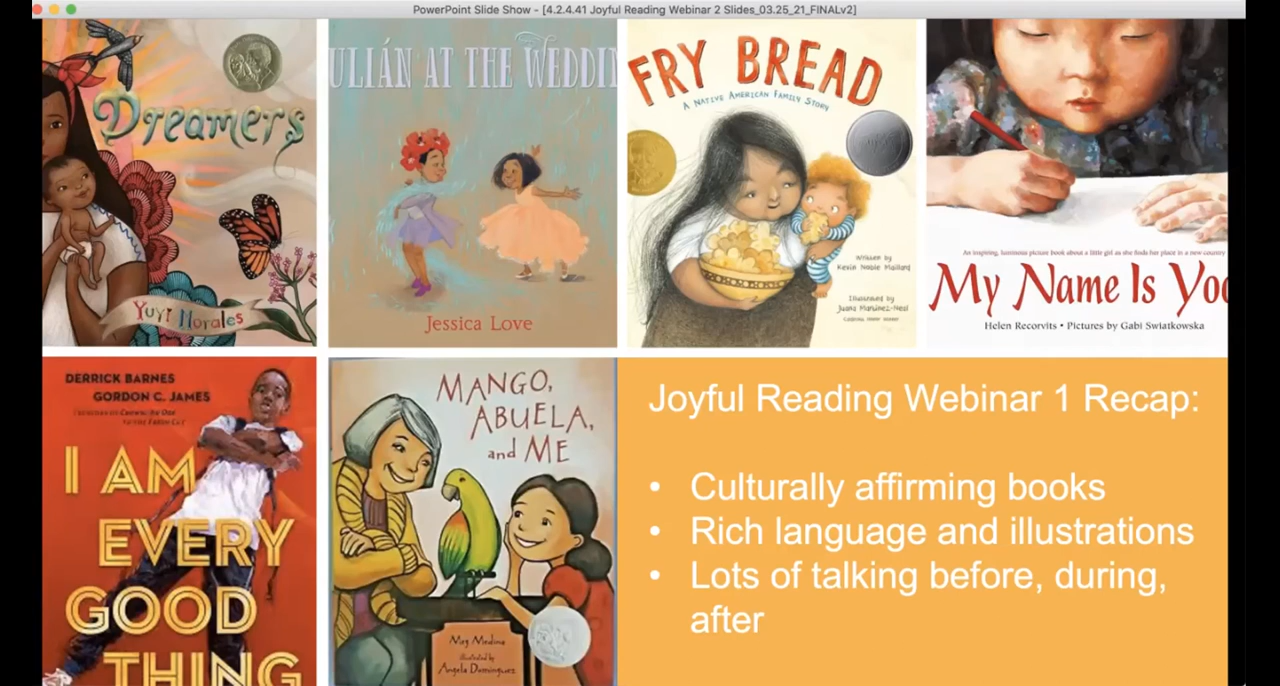 PowerPoint Slide Show - [4.2.4.41 Joyful Reading Webinar 2 Slides_03.25_21_FINALv2]
Dreamers
Yuyi Morales
ULIÁN AT THE WEDDIN
Jessica Love
FRY BREAD
A NATIVE AMERICAN FAMILY STORY
Written by
Kevin Noble Maillard
Illustrated by
Juana Martinez-Neal
An inspiring, luminous picture book about a little girl as she finds her place in a new country
My Name Is Yoo
Helen Recorvits • Pictures by Gabi Swiatkowska
DERRICK BARNES
GORDON C. JAMES
I AM
EVERY
GOOD
THING
MANGO,
ABUELA,
and ME
Meg Medina
illustrated by
Angela Dominguez
Joyful Reading Webinar 1 Recap:
• Culturally affirming books
• Rich language and illustrations
• Lots of talking before, during,
after